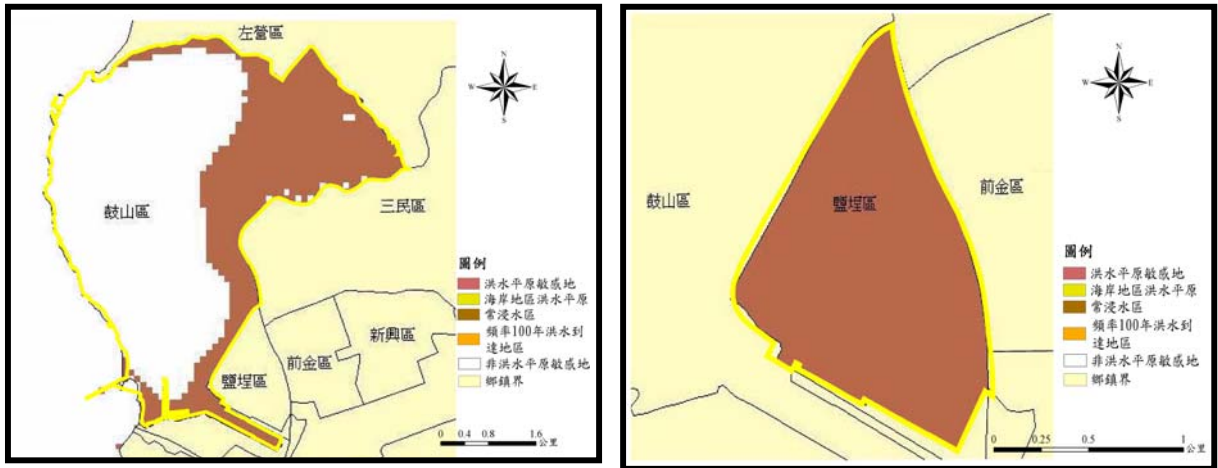 左營區
N
W
E
S
鼓山區
三民區
新興區
前金區
鹽埕區
圖例
洪水平原敏感地
海岸地區洪水平原
常浸水區
頻率100年洪水到
達地區
非洪水平原敏感地
鄉鎮界
0 0.4 0.8 1.6
公里
N
W
E
S
前金區
鼓山區
鹽埕區
圖例
洪水平原敏感地
海岸地區洪水平原
常浸水區
頻率100年洪水到
達地區
非洪水平原敏感地
鄉鎮界
0 0.25 0.5 1
公里